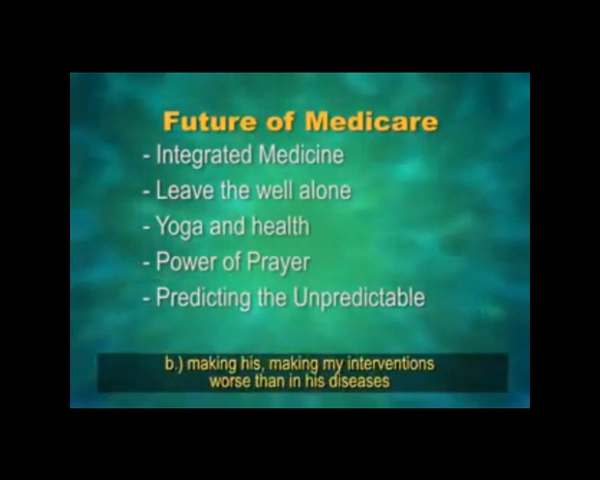 Future of Medicare
- Integrated Medicine
- Leave the well alone
- Yoga and health
- Power of Prayer
- Predicting the Unpredictable
b.) making his, making my interventions
worse than in his diseases